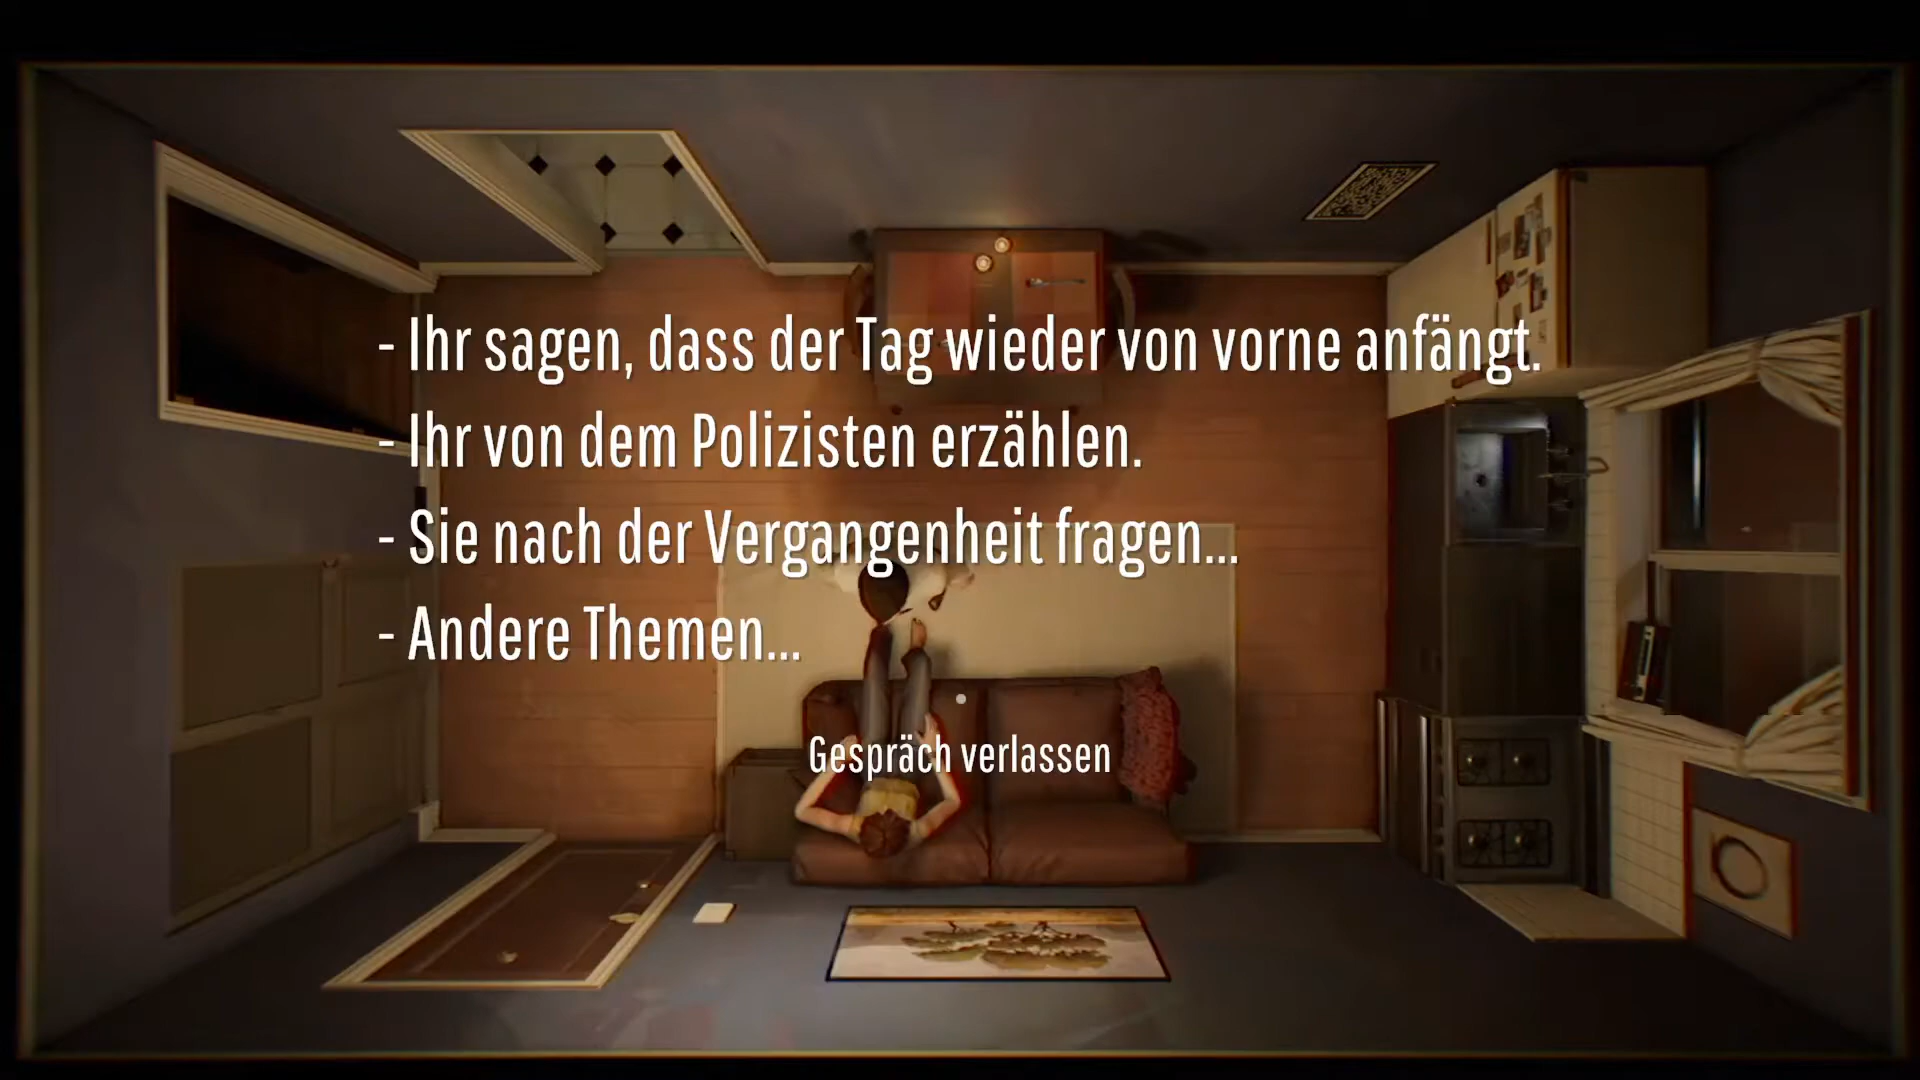 - Ihr sagen, dass der Tag wieder von vorne anfängt.
- Ihr von dem Polizisten erzählen.
- Sie nach der Vergangenheit fragen...
- Andere Themen...
Gespräch verlassen